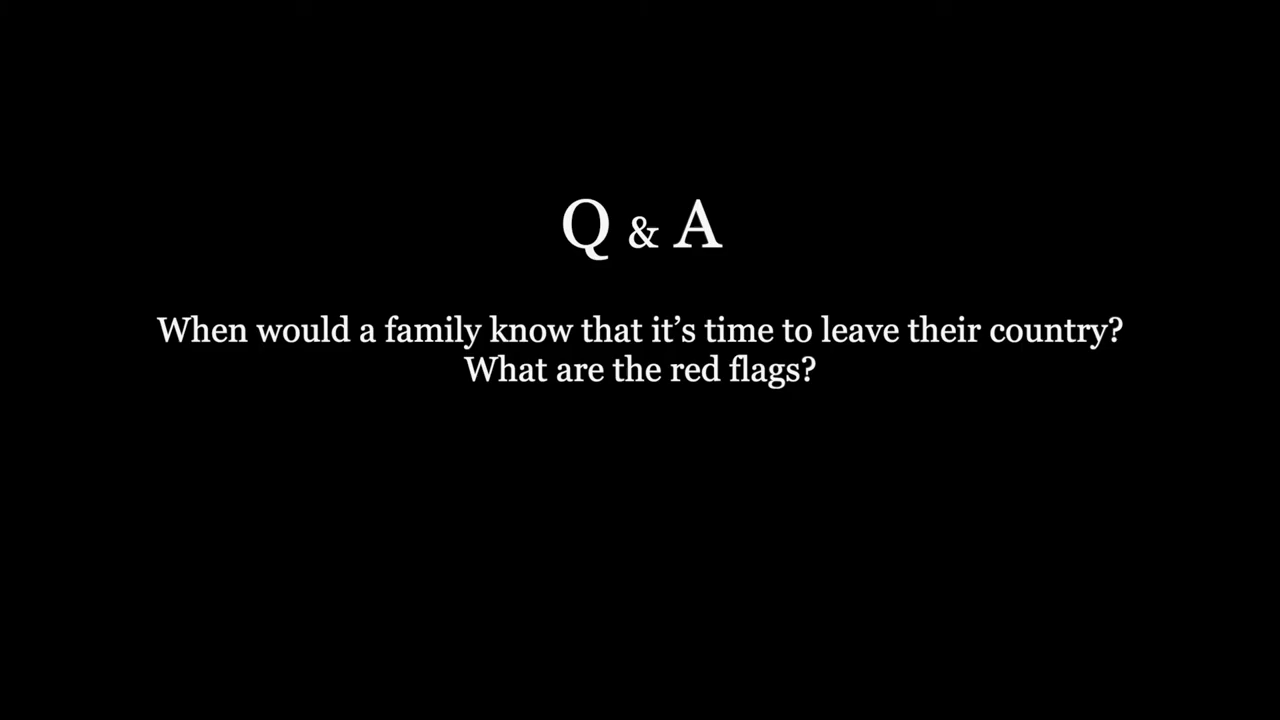 Q & A
When would a family know that it’s time to leave their country?
What are the red flags?